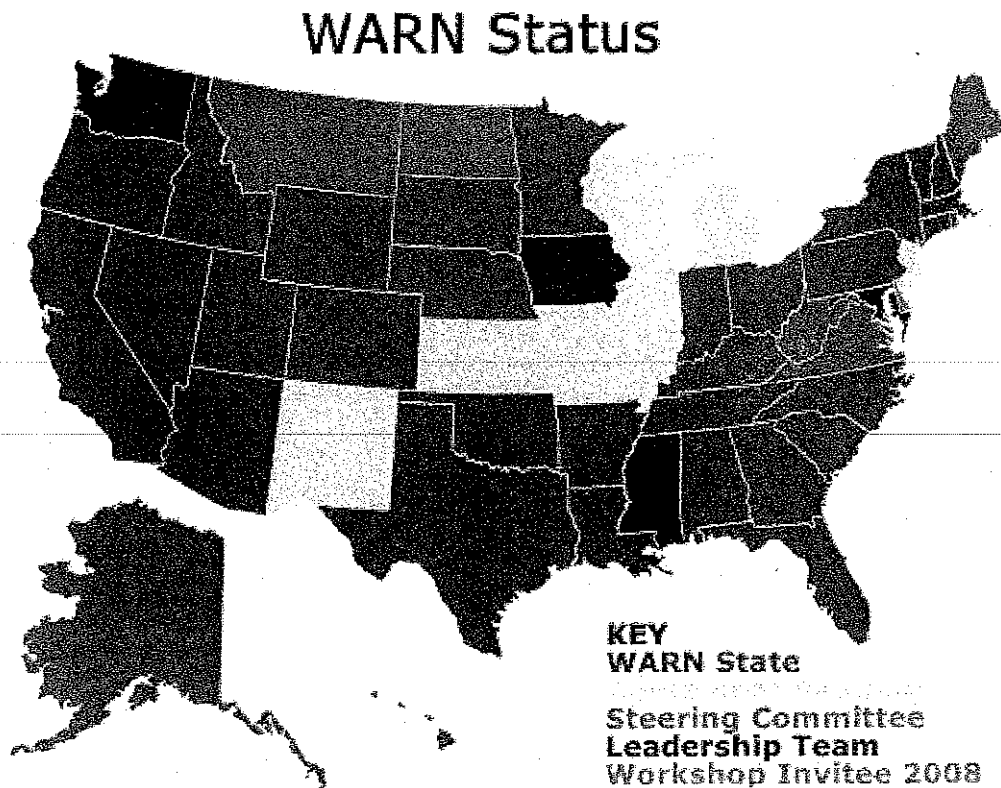 WARN Status
KEY
WARN State
Steering Committee
Leadership Team
Workshop Invitee 2008